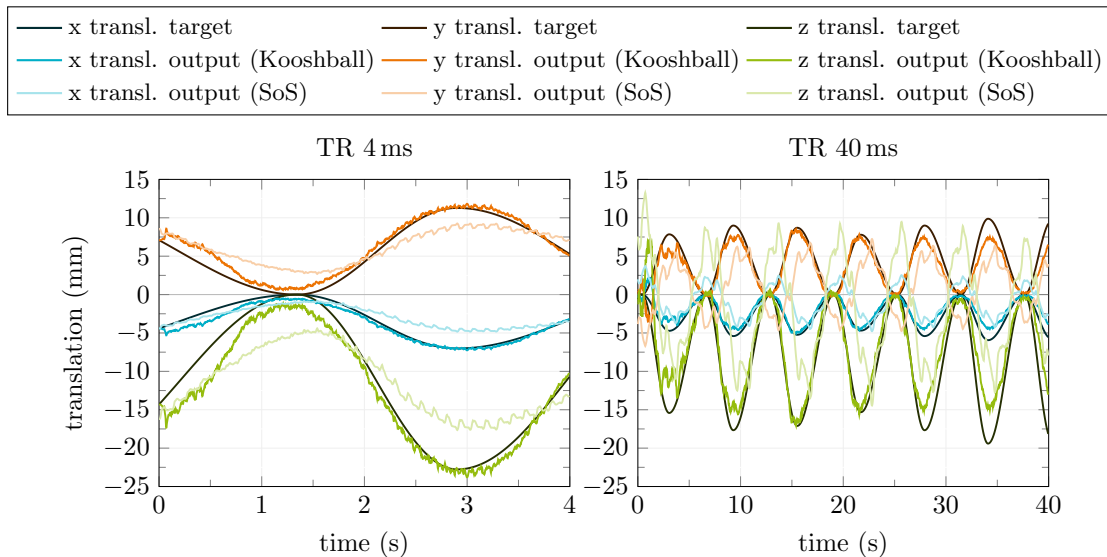 x transl. target y transl. target z transl. target
x transl. output (Kooshball) y transl. output (Kooshball) z transl. output (Kooshball)
x transl. output (SoS) y transl. output (SoS) z transl. output (SoS)
TR 4 ms
TR 40 ms
translation (mm)
15
10
5
0
−5
−10
−15
−20
−25
0 1 2 3 4
time (s)
15
10
5
0
−5
−10
−15
−20
−25
0 10 20 30 40
time (s)